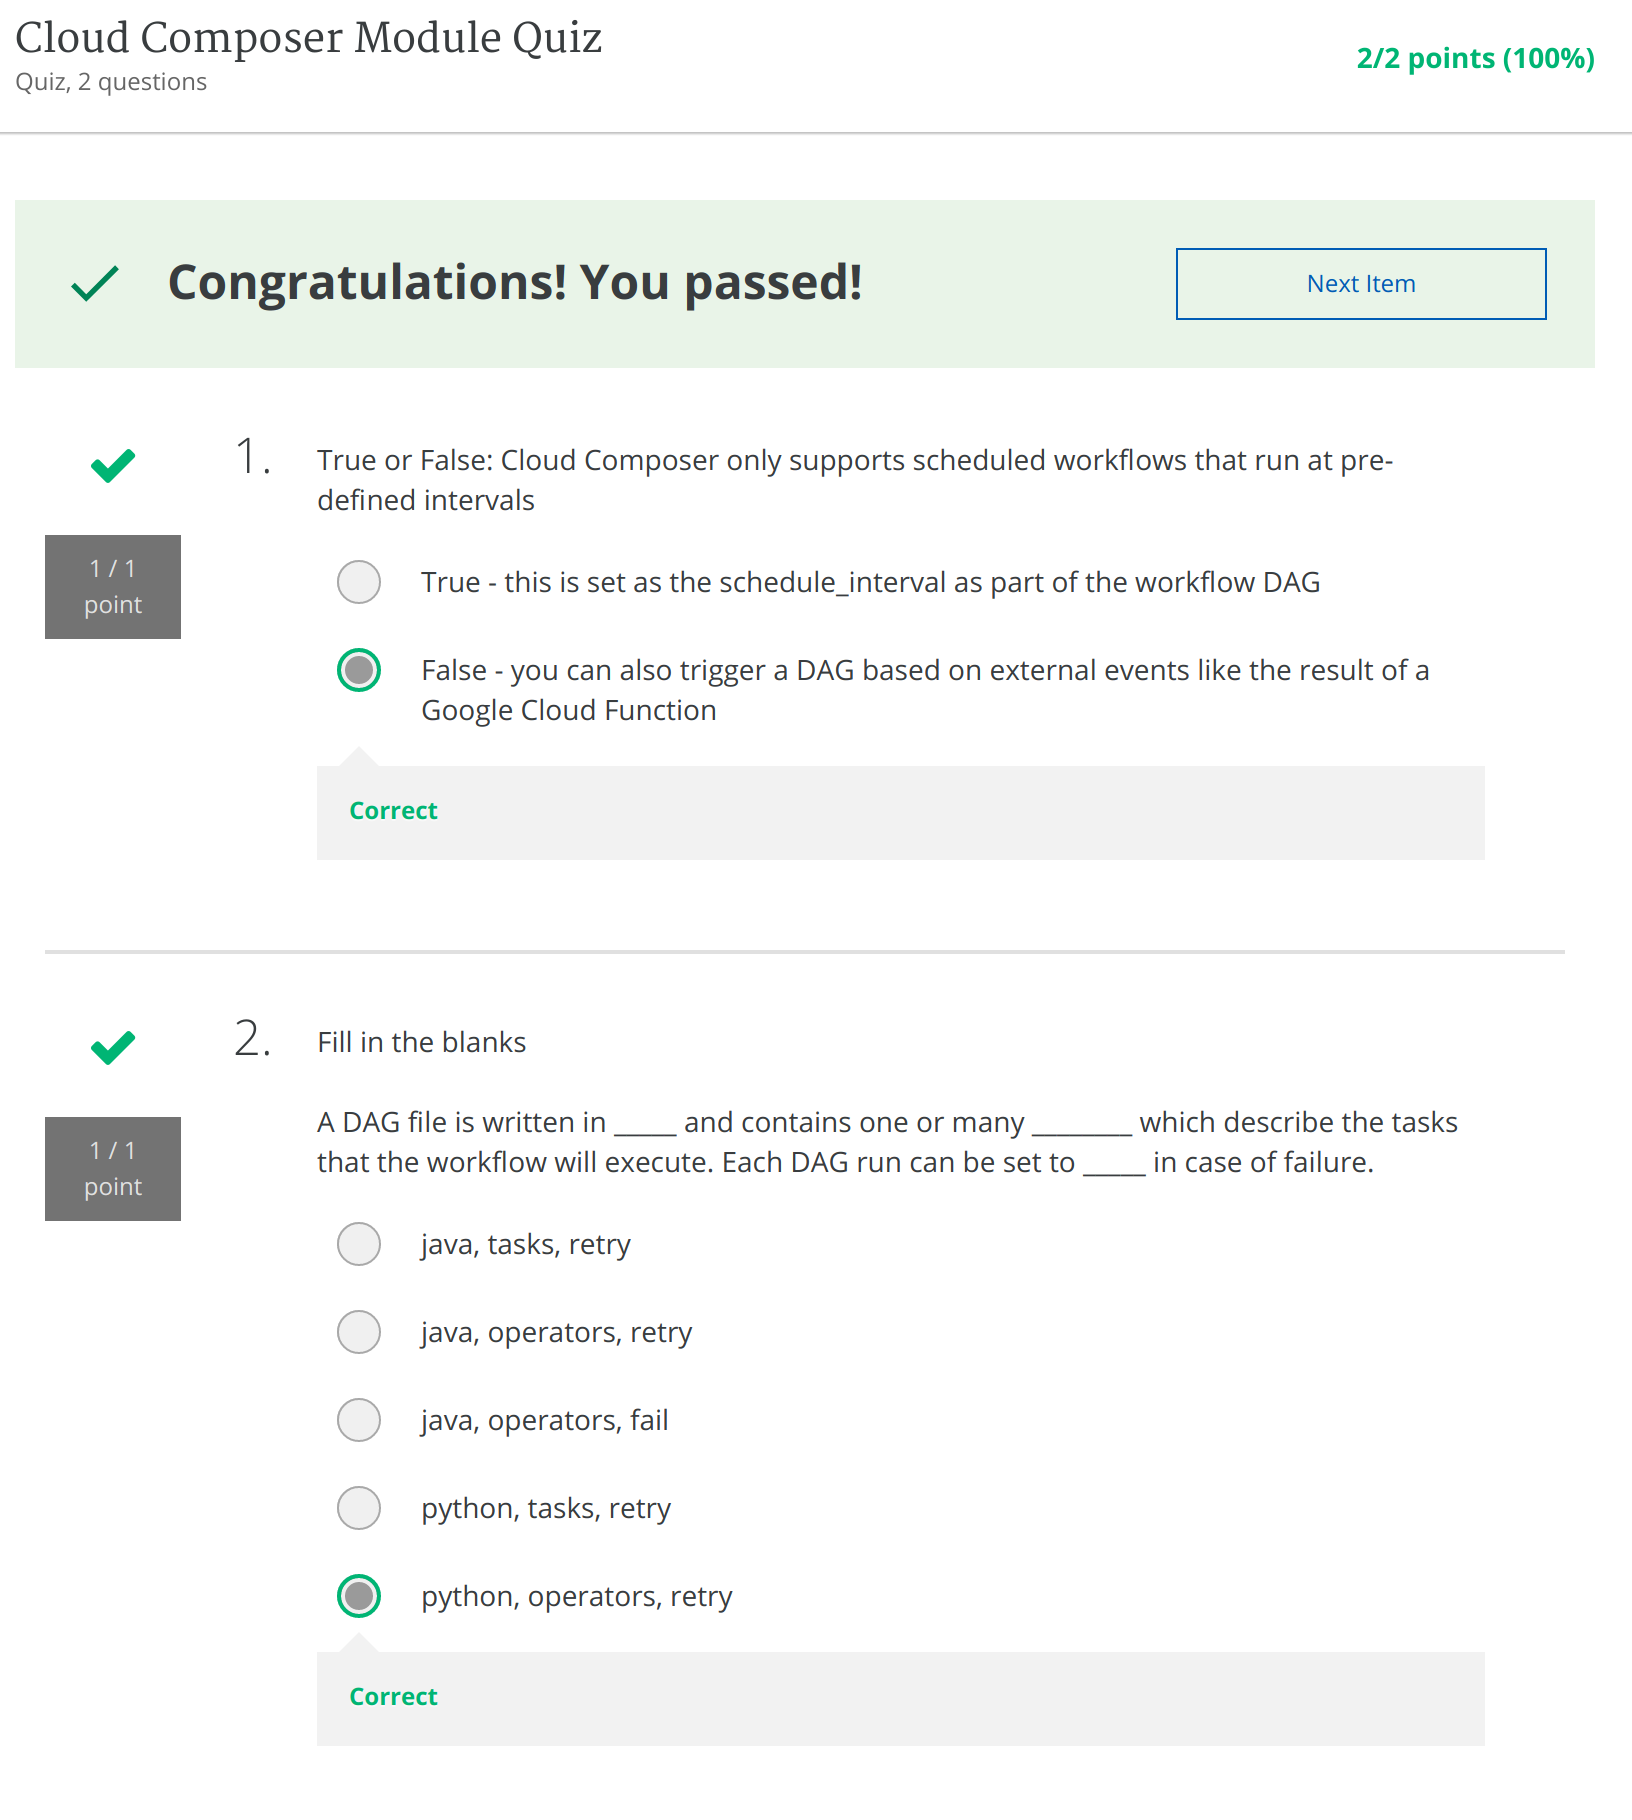 Cloud Composer Module Quiz
Quiz, 2 questions
2/2 points (100%)
Congratulations! You passed!
Next Item
1.
True or False: Cloud Composer only supports scheduled workflows that run at pre-
defined intervals
1 / 1
point
True - this is set as the schedule_interval as part of the workflow DAG
False - you can also trigger a DAG based on external events like the result of a
Google Cloud Function
Correct
2.
Fill in the blanks
A DAG file is written in _____ and contains one or many ________ which describe the tasks
that the workflow will execute. Each DAG run can be set to _____ in case of failure.
1 / 1
point
java, tasks, retry
java, operators, retry
java, operators, fail
python, tasks, retry
python, operators, retry
Correct